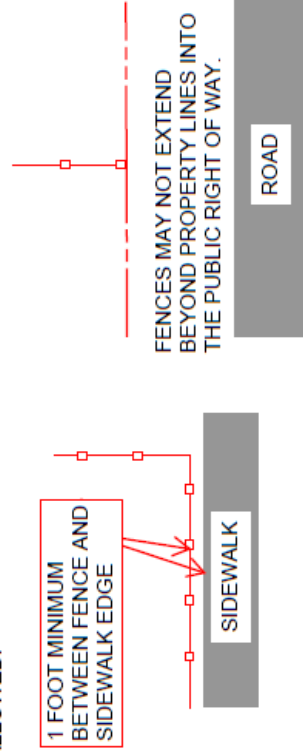 1 FOOT MINIMUM
BETWEEN FENCE AND
SIDEWALK EDGE
SIDEWALK
FENCES MAY NOT EXTEND
BEYOND PROPERTY LINES INTO
THE PUBLIC RIGHT OF WAY.
ROAD